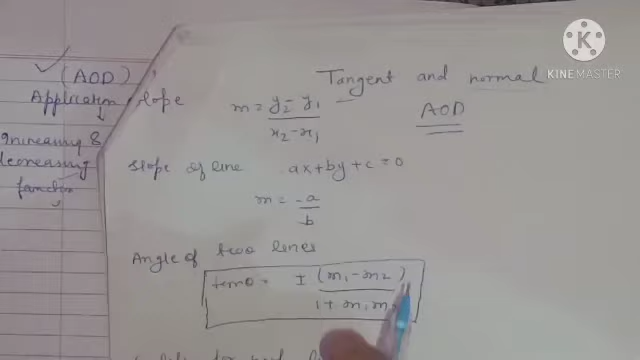 (AOD)
Application
increasing &
decreasing
function
Tangent and normal
AOD
slope m = y2 - y1 / x2 - x1
slope of line ax + by + c = 0
m = -a / b
Angle of two lines
tanθ = ± (m1 - m2) / 1 + m1 m
KINEMASTER